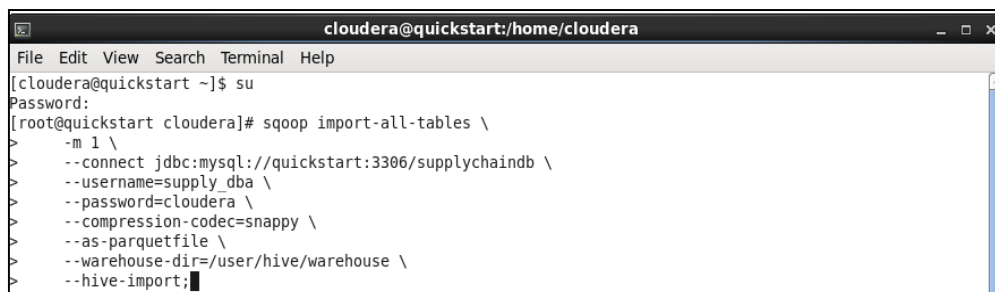 cloudera@quickstart:/home/cloudera
File Edit View Search Terminal Help
[cloudera@quickstart ~]$ su
Password:
[root@quickstart cloudera]# sqoop import-all-tables \
>     -m 1 \
>     --connect jdbc:mysql://quickstart:3306/supplychaindb \
>     --username=supply_dba \
>     --password=cloudera \
>     --compression-codec=snappy \
>     --as-parquetfile \
>     --warehouse-dir=/user/hive/warehouse \
>     --hive-import;